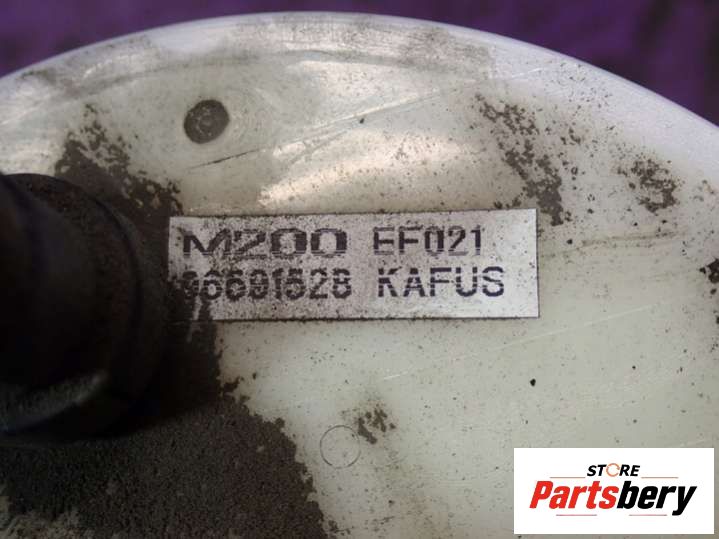 M200 EF021
96691528 KAFUS
STORE
Partsbery